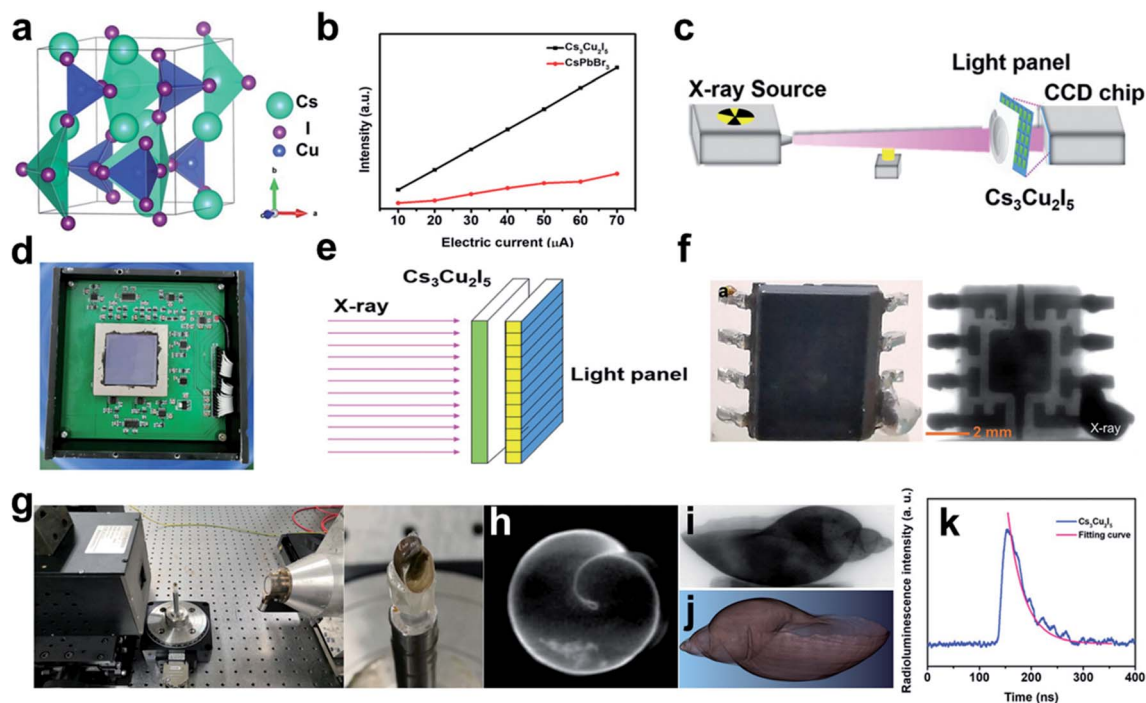 a
Cs
I
Cu
b
a
c
b
Intensity (a.u.)
Cs3Cu2I5
CsPbBr3
10 20 30 40 50 60 70
Electric current (μA)
c
X-ray Source
Light panel
CCD chip
Cs3Cu2I5
d
e
Cs3Cu2I5
X-ray
Light panel
f
a
2 mm
X-ray
g
h
i
j
k
Radioluminescence intensity (a. u.)
Cs3Cu2I5
Fitting curve
0 100 200 300 400
Time (ns)